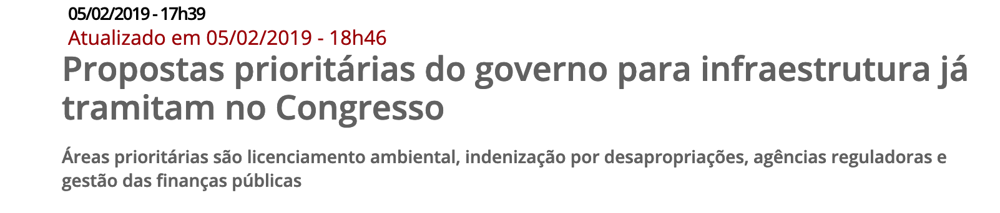 05/02/2019 - 17h39
Atualizado em 05/02/2019 - 18h46
Propostas prioritárias do governo para infraestrutura já
tramitam no Congresso
Áreas prioritárias são licenciamento ambiental, indenização por desapropriações, agências reguladoras e
gestão das finanças públicas